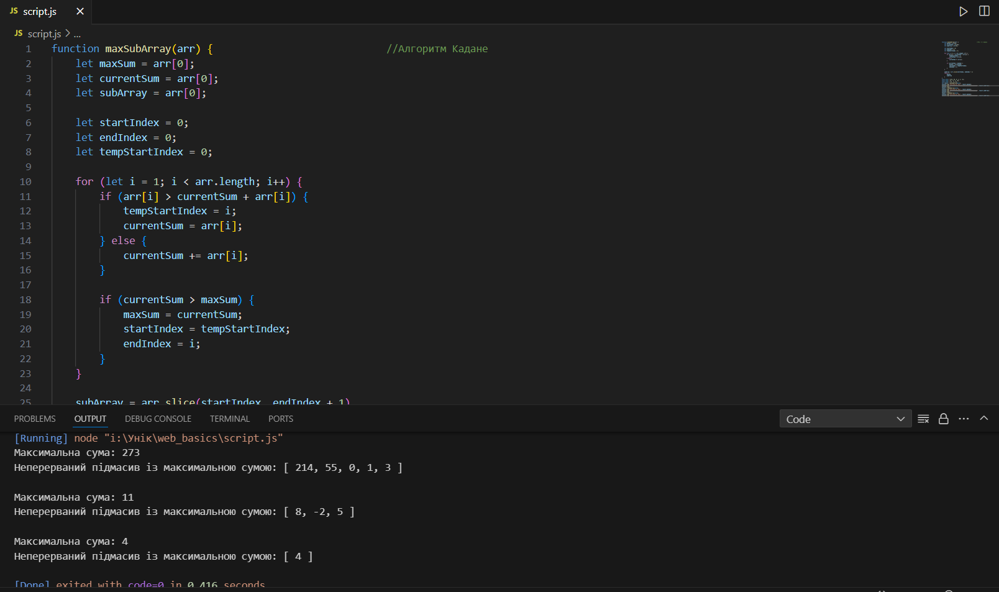 JS script.js ×
JS script.js > ...
1 function maxSubArray(arr) { //Алгоритм Кадане
2 let maxSum = arr[0];
3 let currentSum = arr[0];
4 let subArray = arr[0];
5
6 let startIndex = 0;
7 let endIndex = 0;
8 let tempStartIndex = 0;
9
10 for (let i = 1; i < arr.length; i++) {
11 if (arr[i] > currentSum + arr[i]) {
12 tempStartIndex = i;
13 currentSum = arr[i];
14 } else {
15 currentSum += arr[i];
16 }
17
18 if (currentSum > maxSum) {
19 maxSum = currentSum;
20 startIndex = tempStartIndex;
21 endIndex = i;
22 }
23 }
24
25 subArray = arr.slice(startIndex, endIndex + 1)
PROBLEMS OUTPUT DEBUG CONSOLE TERMINAL PORTS Code
[Running] node "i:\Унік\web_basics\script.js"
Максимальна сума: 273
Неперерваний підмасив із максимальною сумою: [ 214, 55, 0, 1, 3 ]
Максимальна сума: 11
Неперерваний підмасив із максимальною сумою: [ 8, -2, 5 ]
Максимальна сума: 4
Неперерваний підмасив із максимальною сумою: [ 4 ]
[Done] exited with code=0 in 0.416 seconds